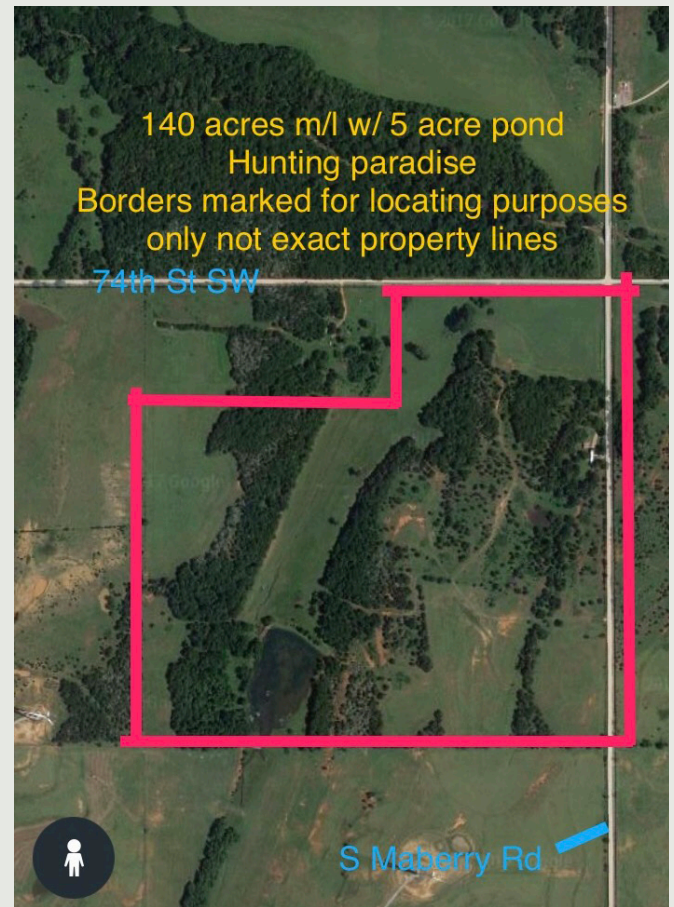 140 acres m/l w/ 5 acre pond
Hunting paradise
Borders marked for locating purposes
only not exact property lines
74th St SW
Google
S Maberry Rd